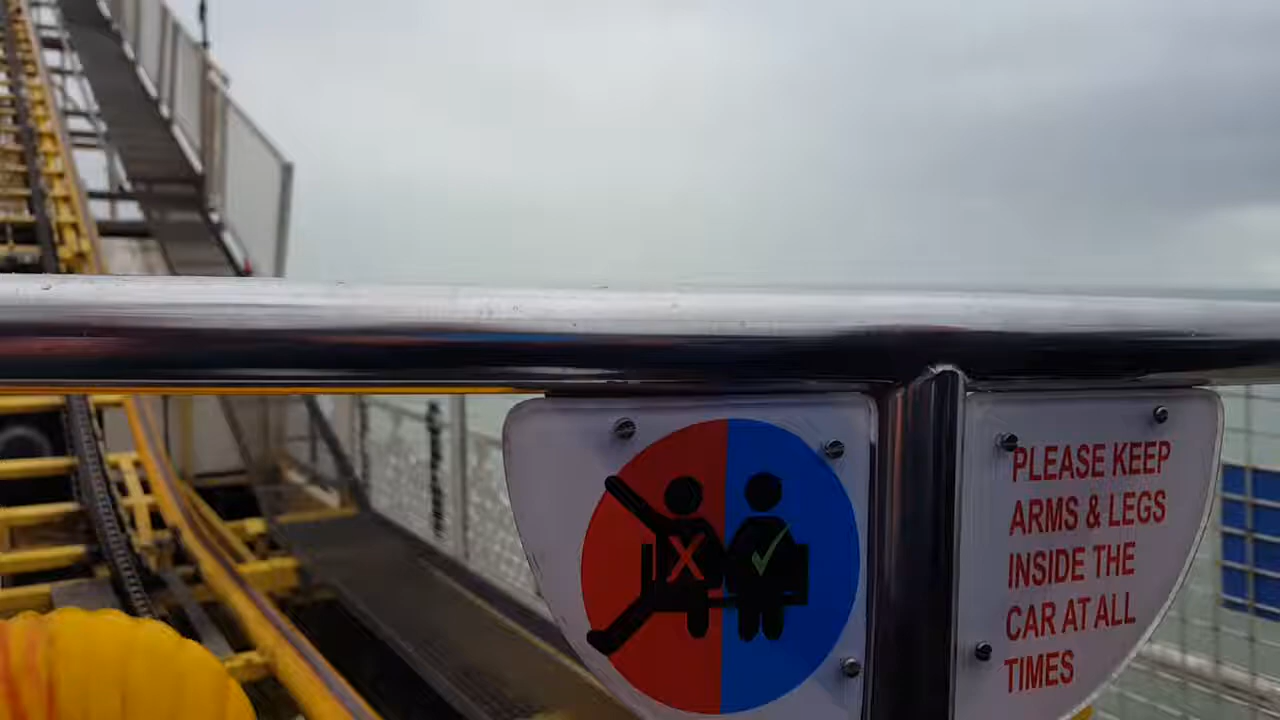 PLEASE KEEP
ARMS & LEGS
INSIDE THE
CAR AT ALL
TIMES